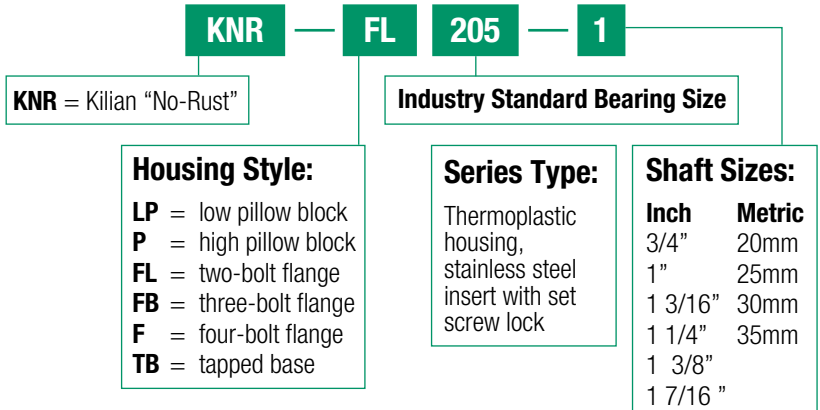 KNR — FL 205 — 1
KNR = Kilian “No-Rust”
Industry Standard Bearing Size
Housing Style:
LP = low pillow block
P = high pillow block
FL = two-bolt flange
FB = three-bolt flange
F = four-bolt flange
TB = tapped base
Series Type:
Thermoplastic
housing,
stainless steel
insert with set
screw lock
Shaft Sizes:
Inch Metric
3/4” 20mm
1” 25mm
1 3/16” 30mm
1 1/4” 35mm
1 3/8”
1 7/16 ”